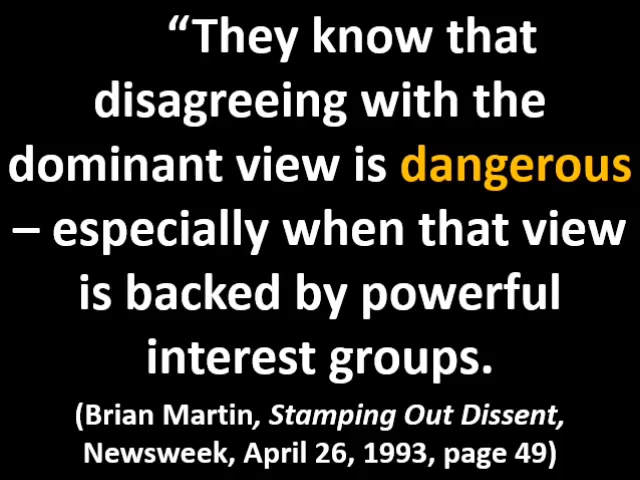 “They know that
disagreeing with the
dominant view is dangerous
– especially when that view
is backed by powerful
interest groups.
(Brian Martin, Stamping Out Dissent,
Newsweek, April 26, 1993, page 49)